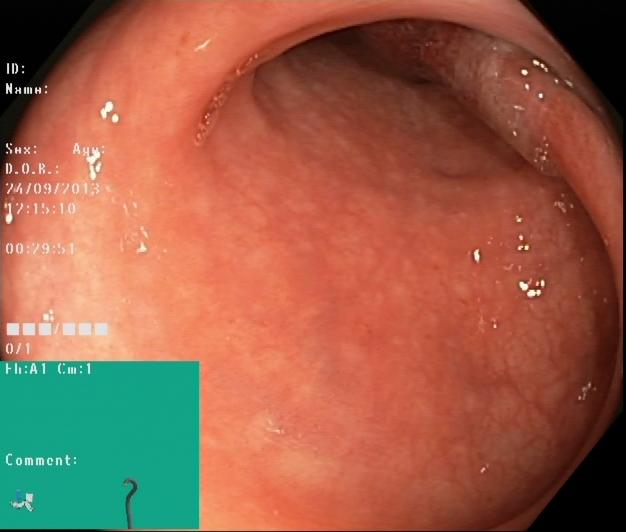 ID:
Name:
Sex: Age:
D.O.B.:
24/09/2013
12:15:10
00:29:51
■■■/■■■
0/1
Eh:A1 Cm:1
Comment: